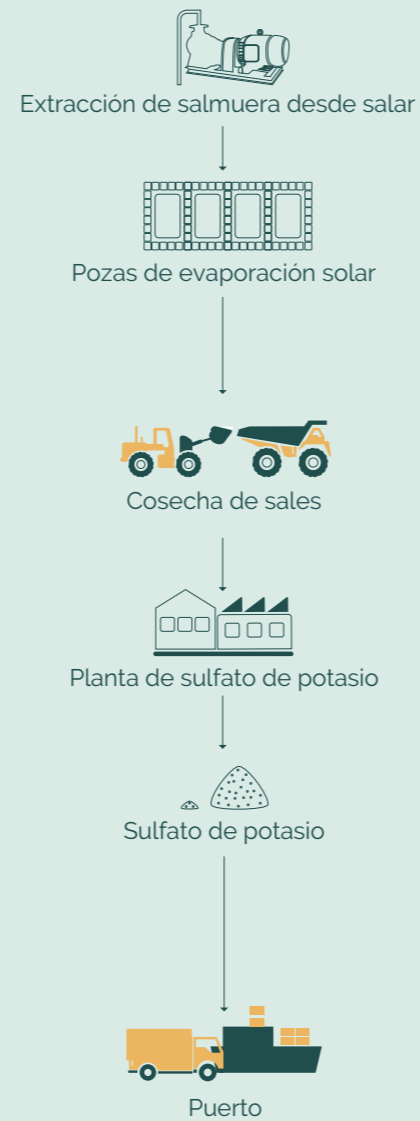 Extracción de salmuera desde salar
Pozas de evaporación solar
Cosecha de sales
Planta de sulfato de potasio
Sulfato de potasio
Puerto